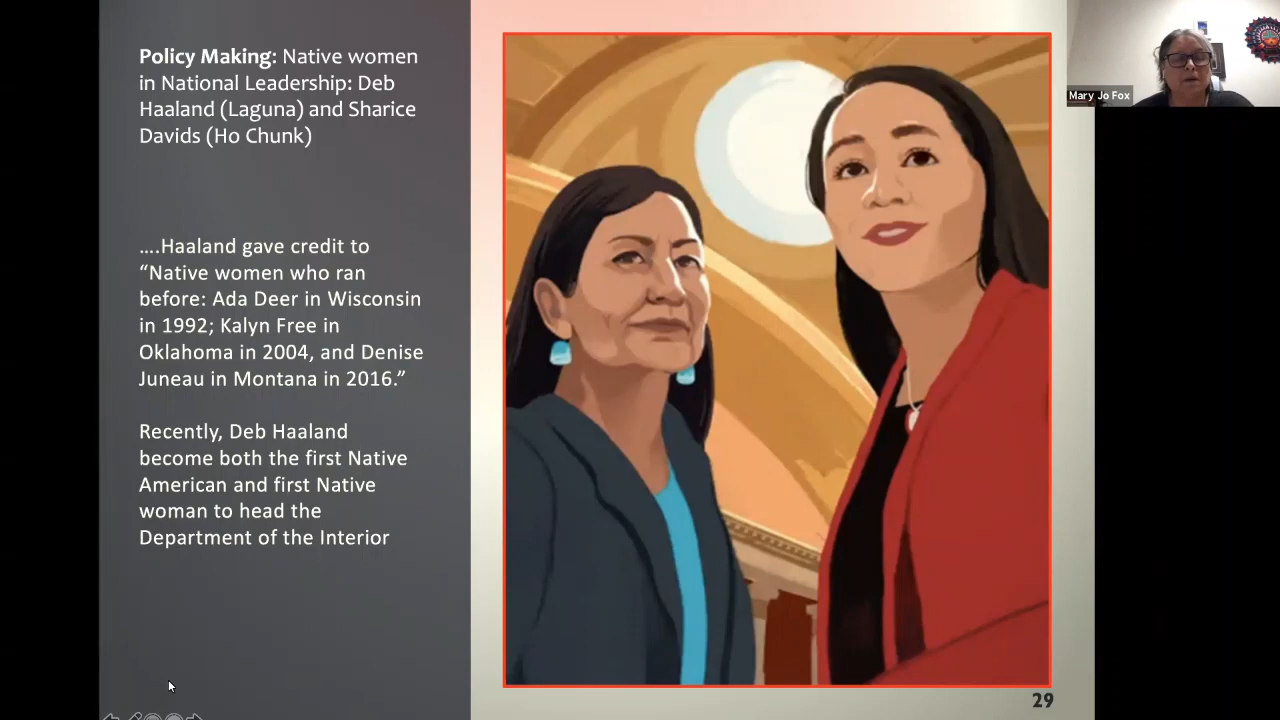 Policy Making: Native women
in National Leadership: Deb
Haaland (Laguna) and Sharice
Davids (Ho Chunk)
....Haaland gave credit to
“Native women who ran
before: Ada Deer in Wisconsin
in 1992; Kalyn Free in
Oklahoma in 2004, and Denise
Juneau in Montana in 2016.”
Recently, Deb Haaland
become both the first Native
American and first Native
woman to head the
Department of the Interior
29
Mary Jo Fox